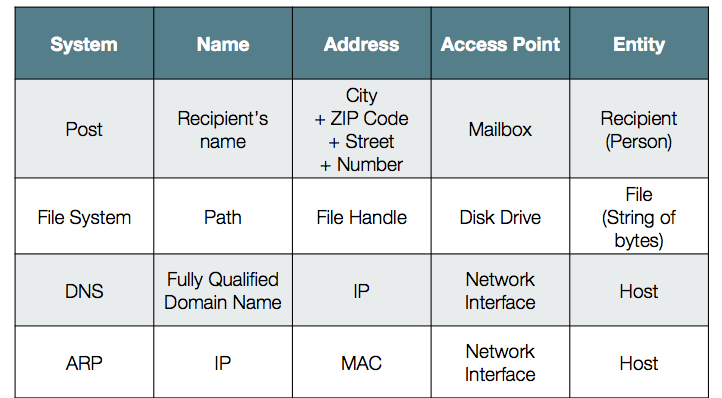 System Name Address Access Point Entity
Post
Recipient's
name
City
+ ZIP Code
+ Street
+ Number
Mailbox
Recipient
(Person)
File System
Path
File Handle
Disk Drive
File
(String of
bytes)
DNS
Fully Qualified
Domain Name
IP
Network
Interface
Host
ARP
IP
MAC
Network
Interface
Host